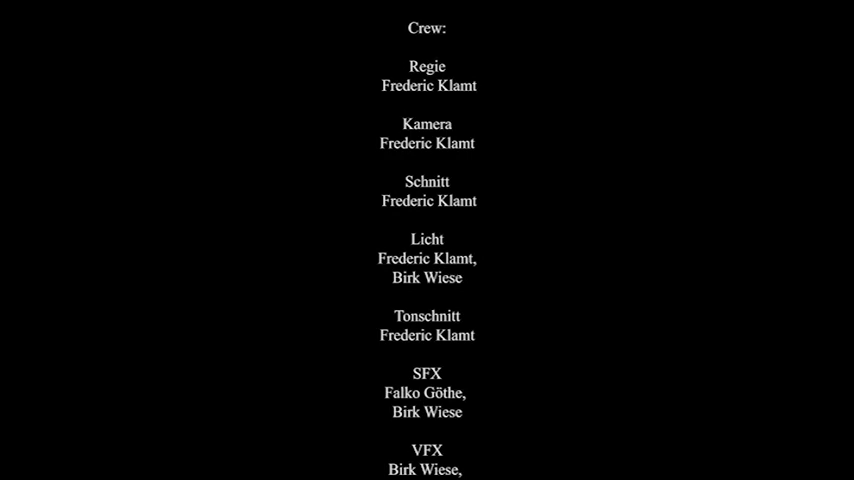 Crew:
Regie
Frederic Klamt
Kamera
Frederic Klamt
Schnitt
Frederic Klamt
Licht
Frederic Klamt,
Birk Wiese
Tonschnitt
Frederic Klamt
SFX
Falko Göthe,
Birk Wiese
VFX
Birk Wiese,